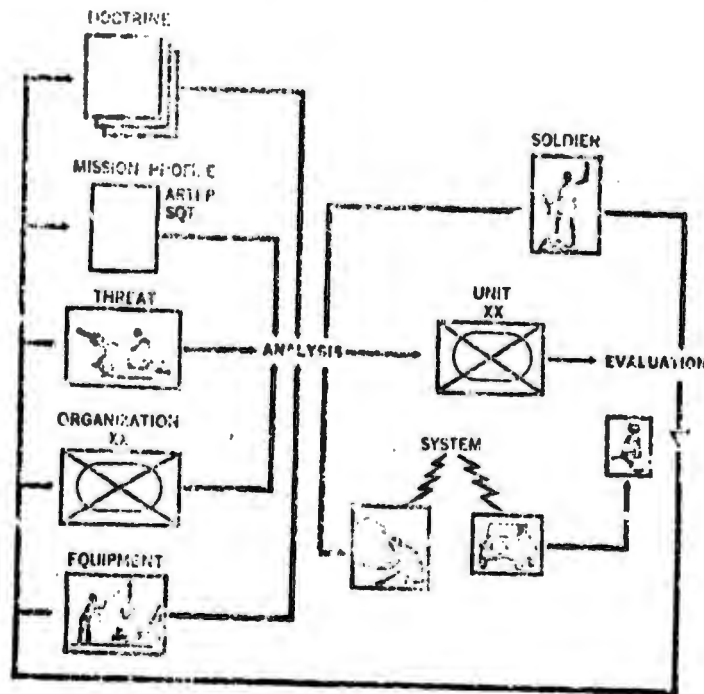 DOCTRINE
MISSION PROFILE
ARTEP
SQT
THREAT
ORGANIZATION
XX
EQUIPMENT
ANALYSIS
SOLDIER
UNIT
XX
EVALUATION
SYSTEM